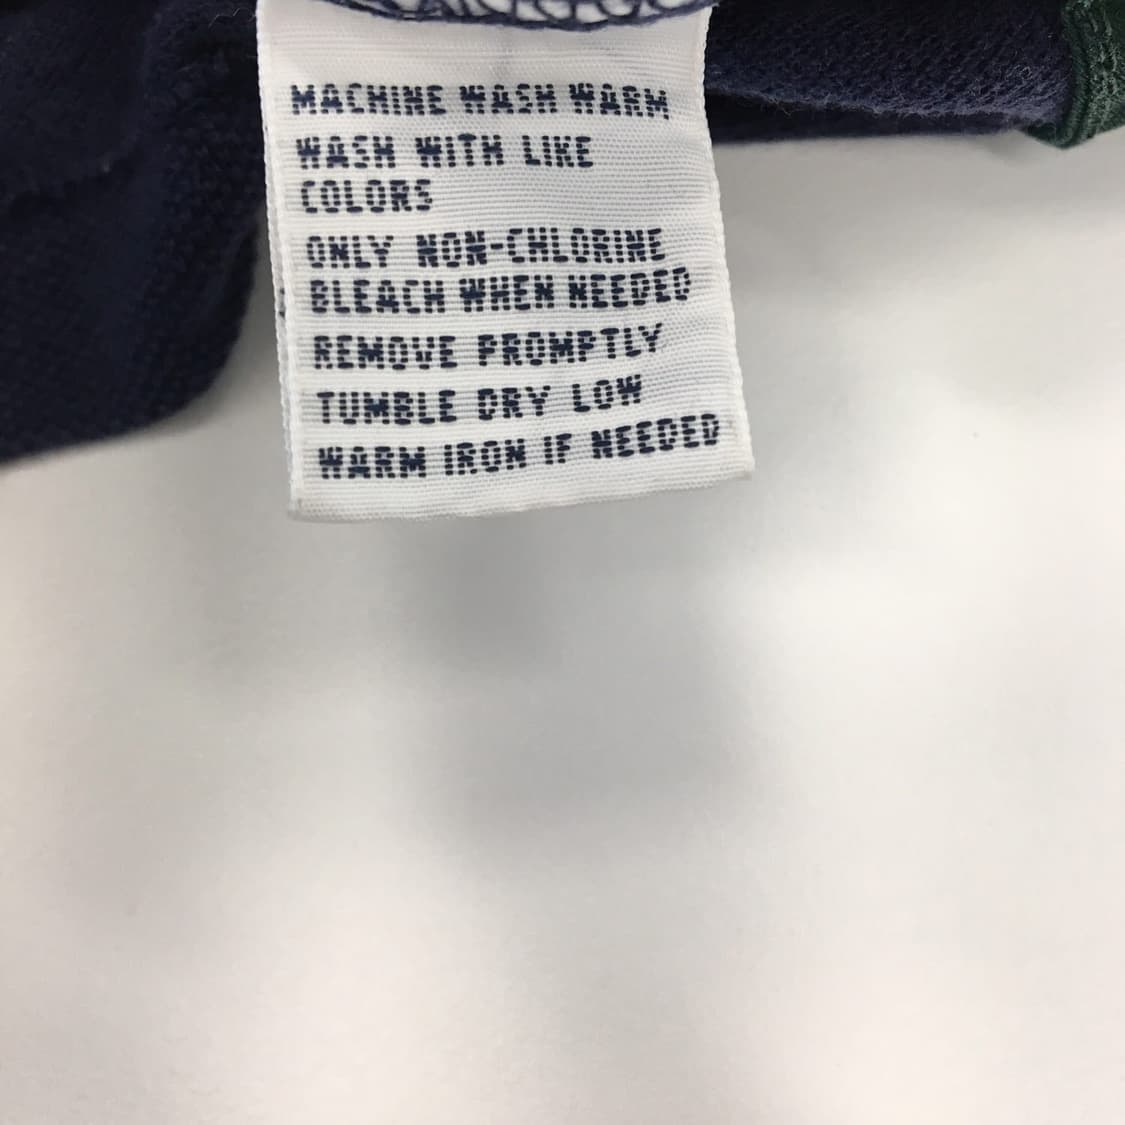 MACHINE WASH WARM
WASH WITH LIKE
COLORS
ONLY NON-CHLORINE
BLEACH WHEN NEEDED
REMOVE PROMPTLY
TUMBLE DRY LOW
WARM IRON IF NEEDED